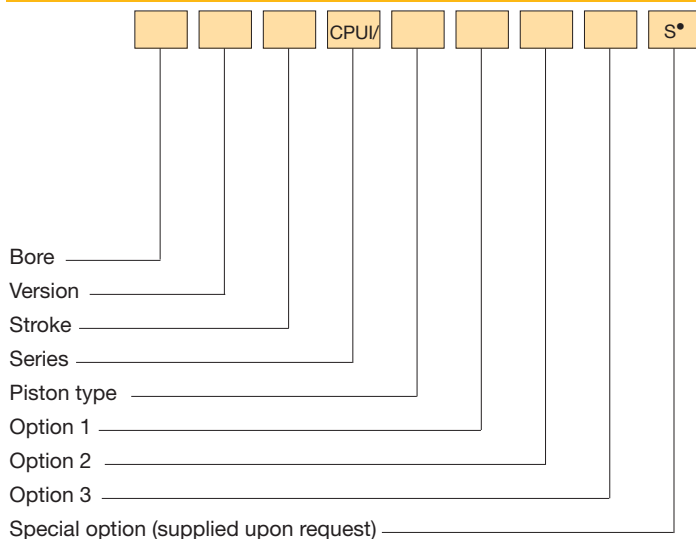 CPUI/ S●
Bore
Version
Stroke
Series
Piston type
Option 1
Option 2
Option 3
Special option (supplied upon request)